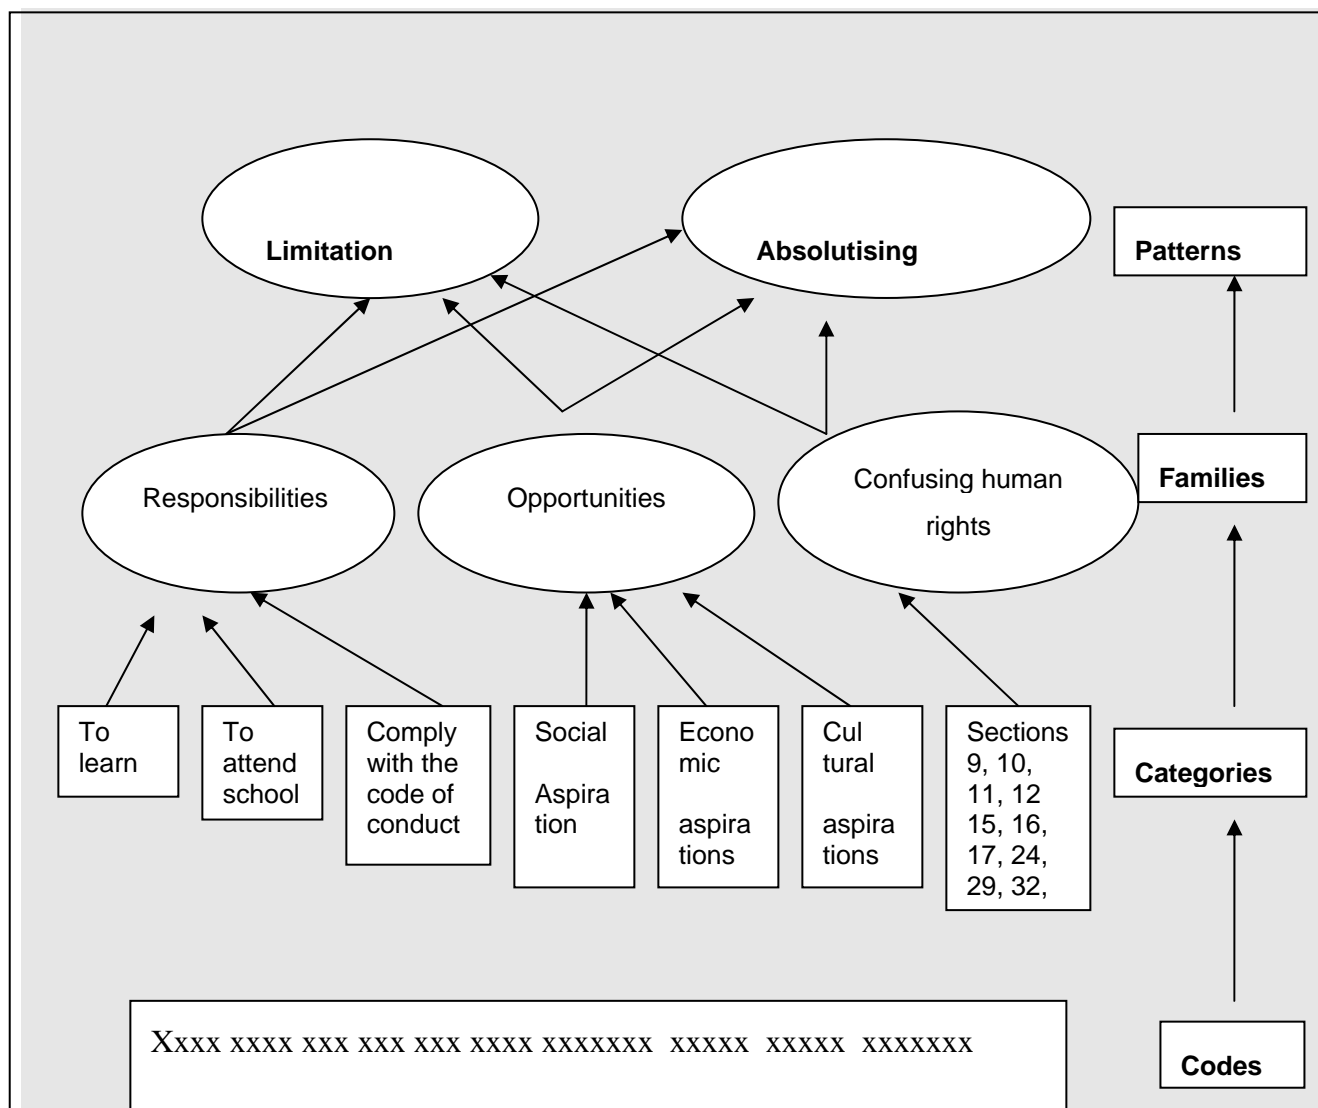 Limitation
Absolutising
Patterns
Responsibilities
Opportunities
Confusing human
rights
Families
To
learn
To
attend
school
Comply
with the
code of
conduct
Social
Aspira
tion
Econo
mic
aspira
tions
Cul
tural
aspira
tions
Sections
9, 10,
11, 12
15, 16,
17, 24,
29, 32,
Categories
Xxxx xxxx xxx xxx xxx xxxx xxxxxxx xxxxx xxxxx xxxxxxx
Codes